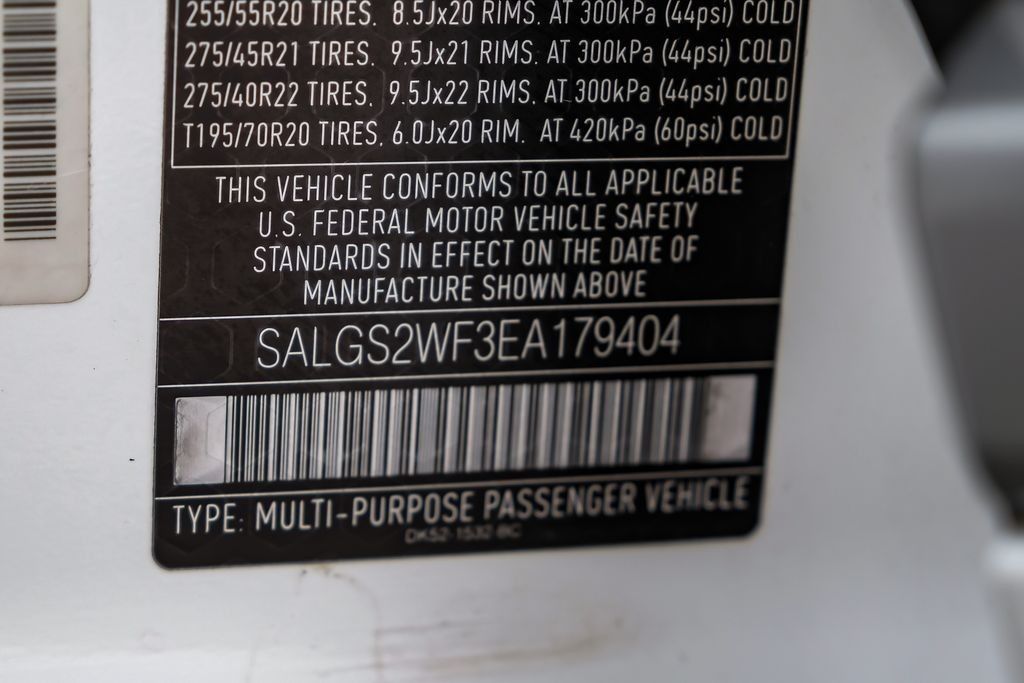 255/55R20 TIRES, 8.5Jx20 RIMS, AT 300kPa (44psi) COLD
275/45R21 TIRES, 9.5Jx21 RIMS, AT 300kPa (44psi) COLD
275/40R22 TIRES, 9.5Jx22 RIMS, AT 300kPa (44psi) COLD
T195/70R20 TIRES, 6.0Jx20 RIM, AT 420kPa (60psi) COLD
THIS VEHICLE CONFORMS TO ALL APPLICABLE
U.S. FEDERAL MOTOR VEHICLE SAFETY
STANDARDS IN EFFECT ON THE DATE OF
MANUFACTURE SHOWN ABOVE
SALGS2WF3EA179404
TYPE: MULTI-PURPOSE PASSENGER VEHICLE
DK52-1532-BC